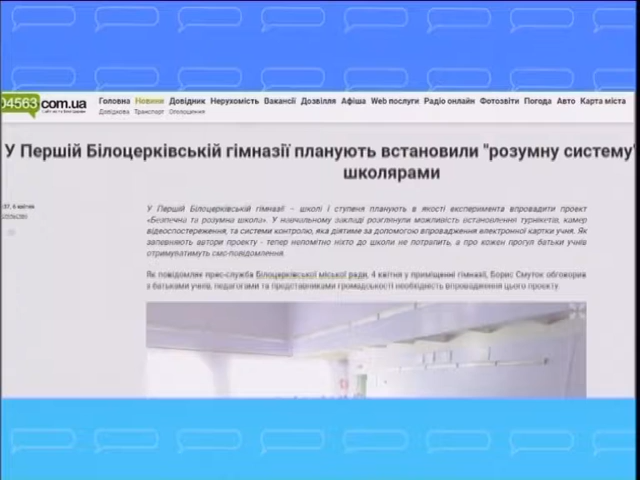 04563 com.ua
Головна Новини Довідник Нерухомість Вакансії Дозвілля Афіша Web послуги Радіо онлайн Фотозвіти Погода Авто Карта міста
Довідкова Транспорт Оголошення
У Першій Білоцерківській гімназії планують встановили "розумну систему"
школярами
У Першій Білоцерківській гімназії – школі І ступеня планують в якості експеримента впровадити проект
«Безпечна та розумна школа». У навчальному закладі розглянули можливість встановлення турнікетів, камер
відеоспостереження, та системи контролю, яка діятиме за допомогою впровадження електронної картки учня. Як
запевняють автори проекту - тепер непомітно ніхто до школи не потрапить, а про кожен прогул батьки учнів
отримуватимуть смс-повідомлення.
Як повідомляє прес-служба Білоцерківської міської ради, 4 квітня у приміщенні гімназії, Борис Смуток обговорив
з батьками учнів, педагогами та представниками громадськості необхідність впровадження цього проекту.